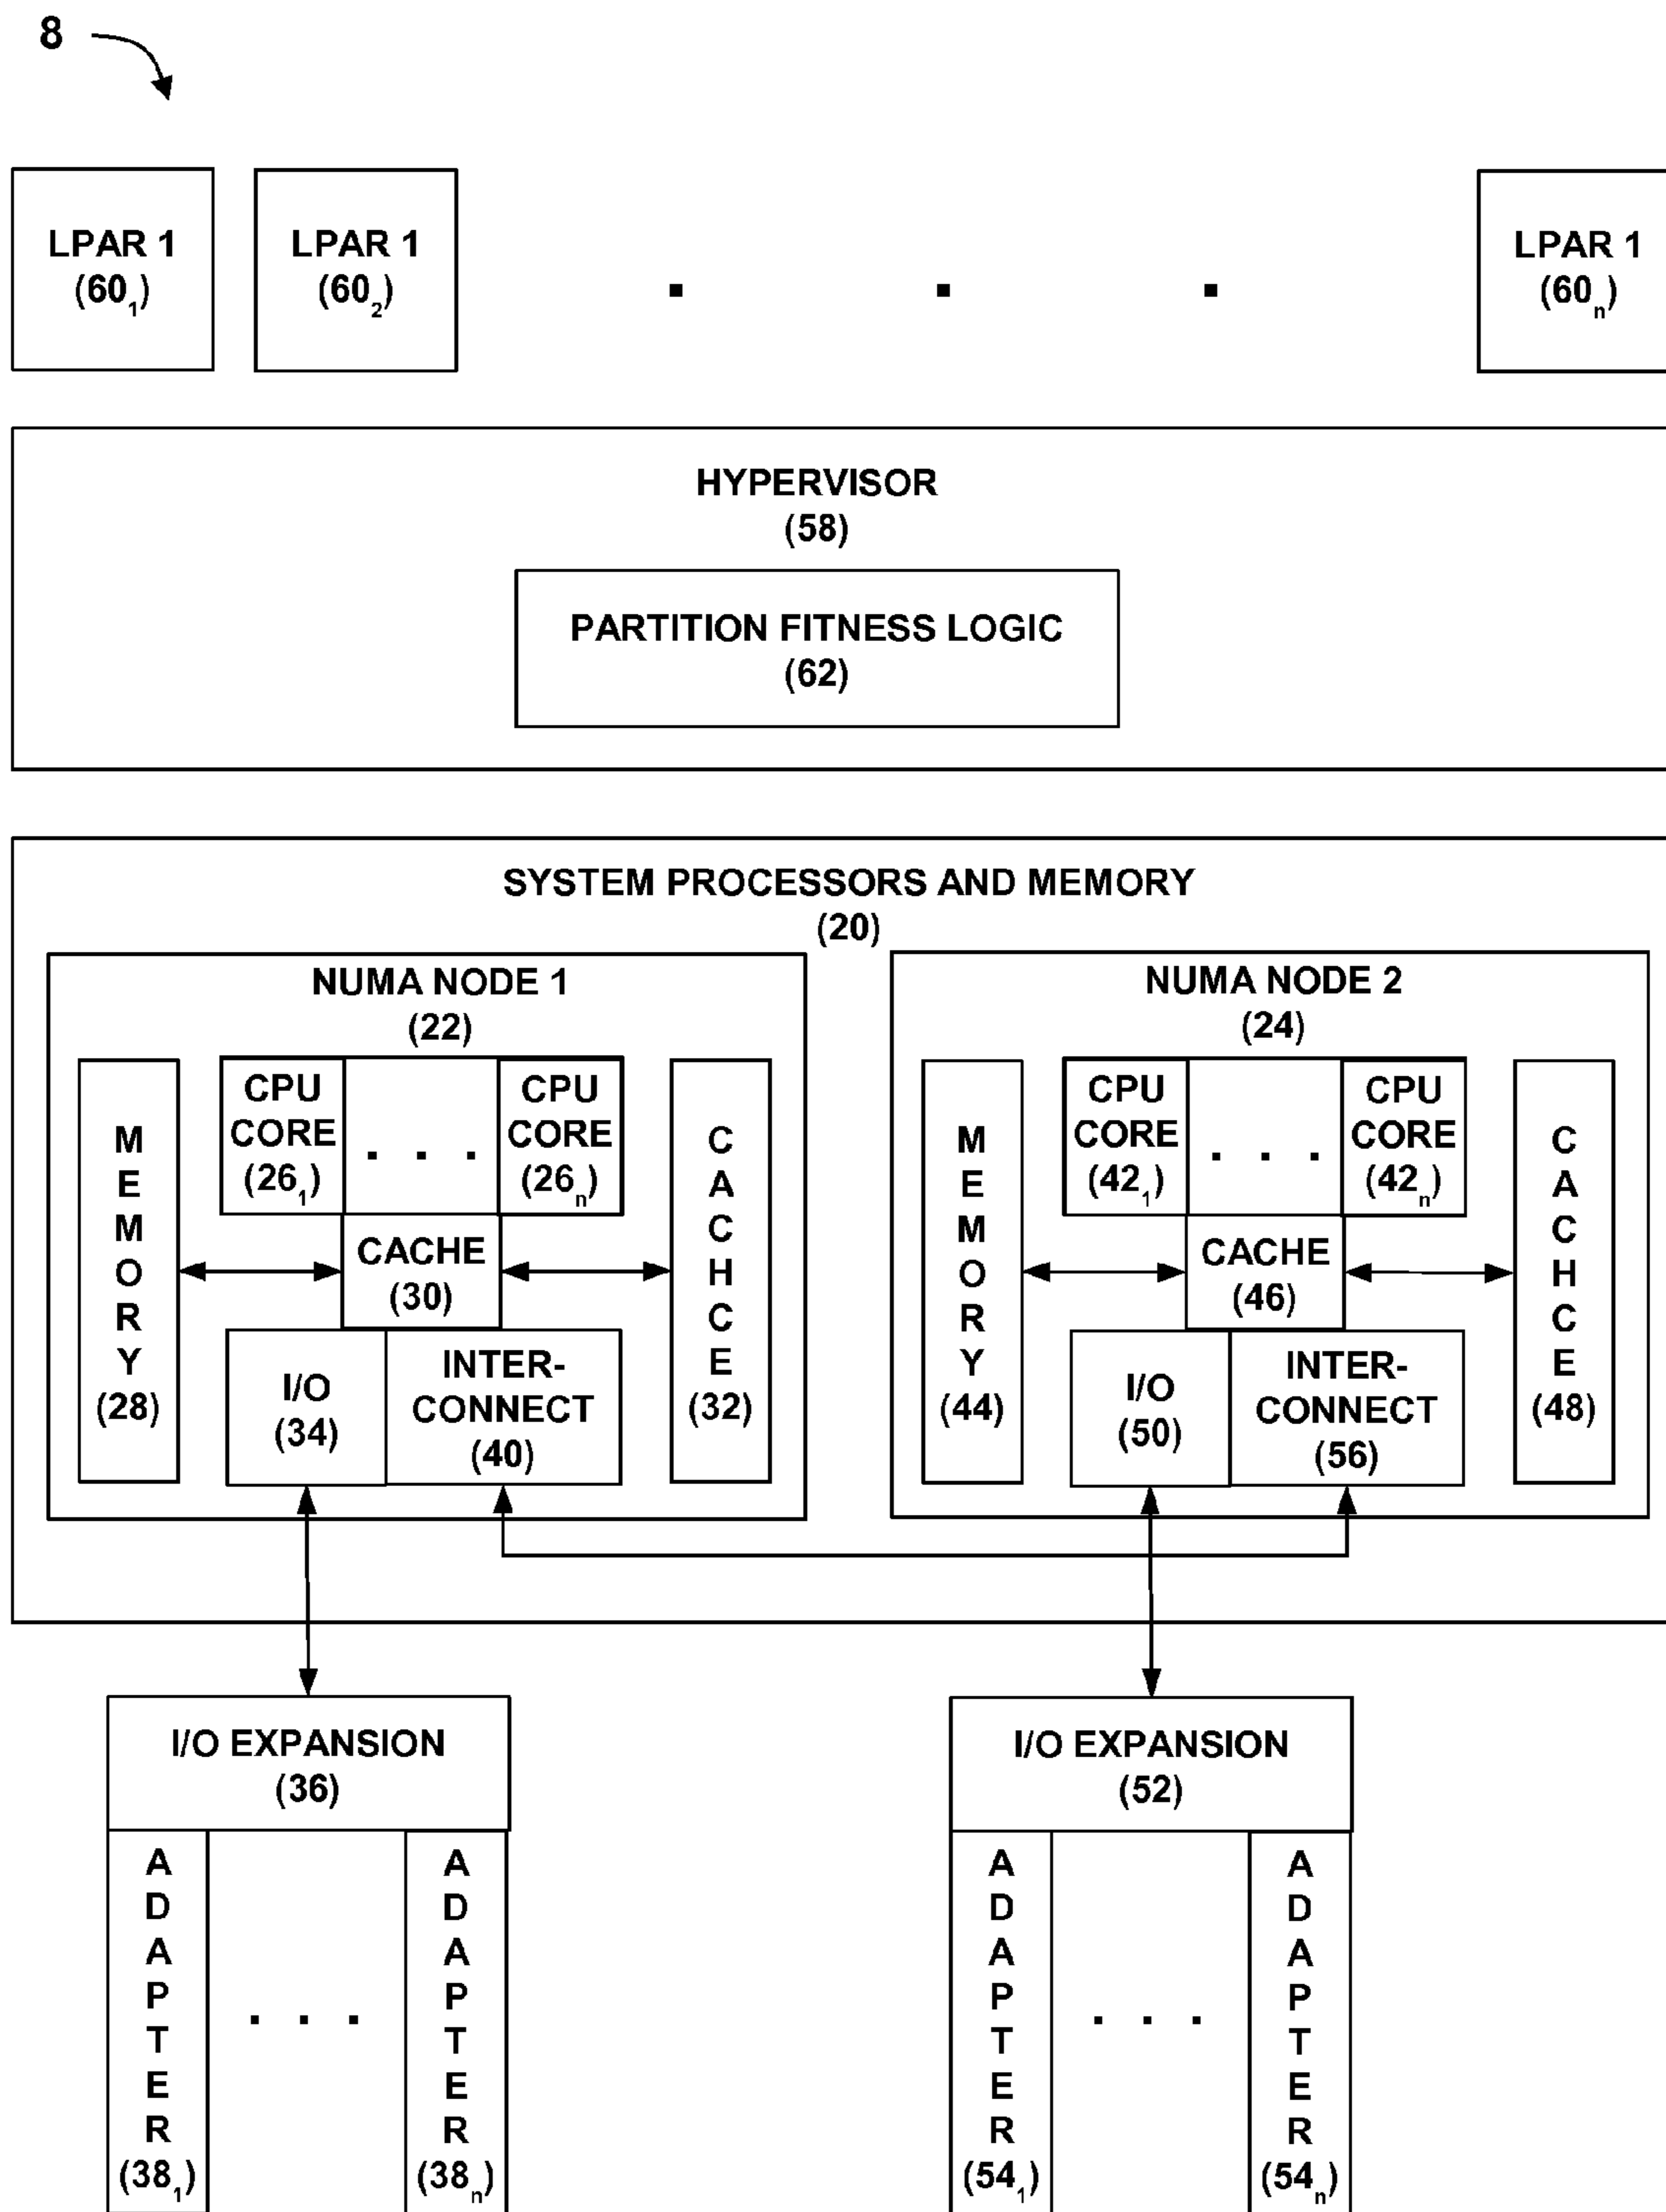 8
LPAR 1
(60₁)
LPAR 1
(60₂)
. . .
LPAR 1
(60ₙ)
HYPERVISOR
(58)
PARTITION FITNESS LOGIC
(62)
SYSTEM PROCESSORS AND MEMORY
(20)
NUMA NODE 1
(22)
MEMORY
(28)
CPU
CORE
(26₁)
. . .
CPU
CORE
(26ₙ)
CACHE
(30)
CACHCE
(32)
I/O
(34)
INTER-
CONNECT
(40)
NUMA NODE 2
(24)
MEMORY
(44)
CPU
CORE
(42₁)
. . .
CPU
CORE
(42ₙ)
CACHE
(46)
CACHCE
(48)
I/O
(50)
INTER-
CONNECT
(56)
I/O EXPANSION
(36)
ADAPTER
(38₁)
. . .
ADAPTER
(38ₙ)
I/O EXPANSION
(52)
ADAPTER
(54₁)
. . .
ADAPTER
(54ₙ)